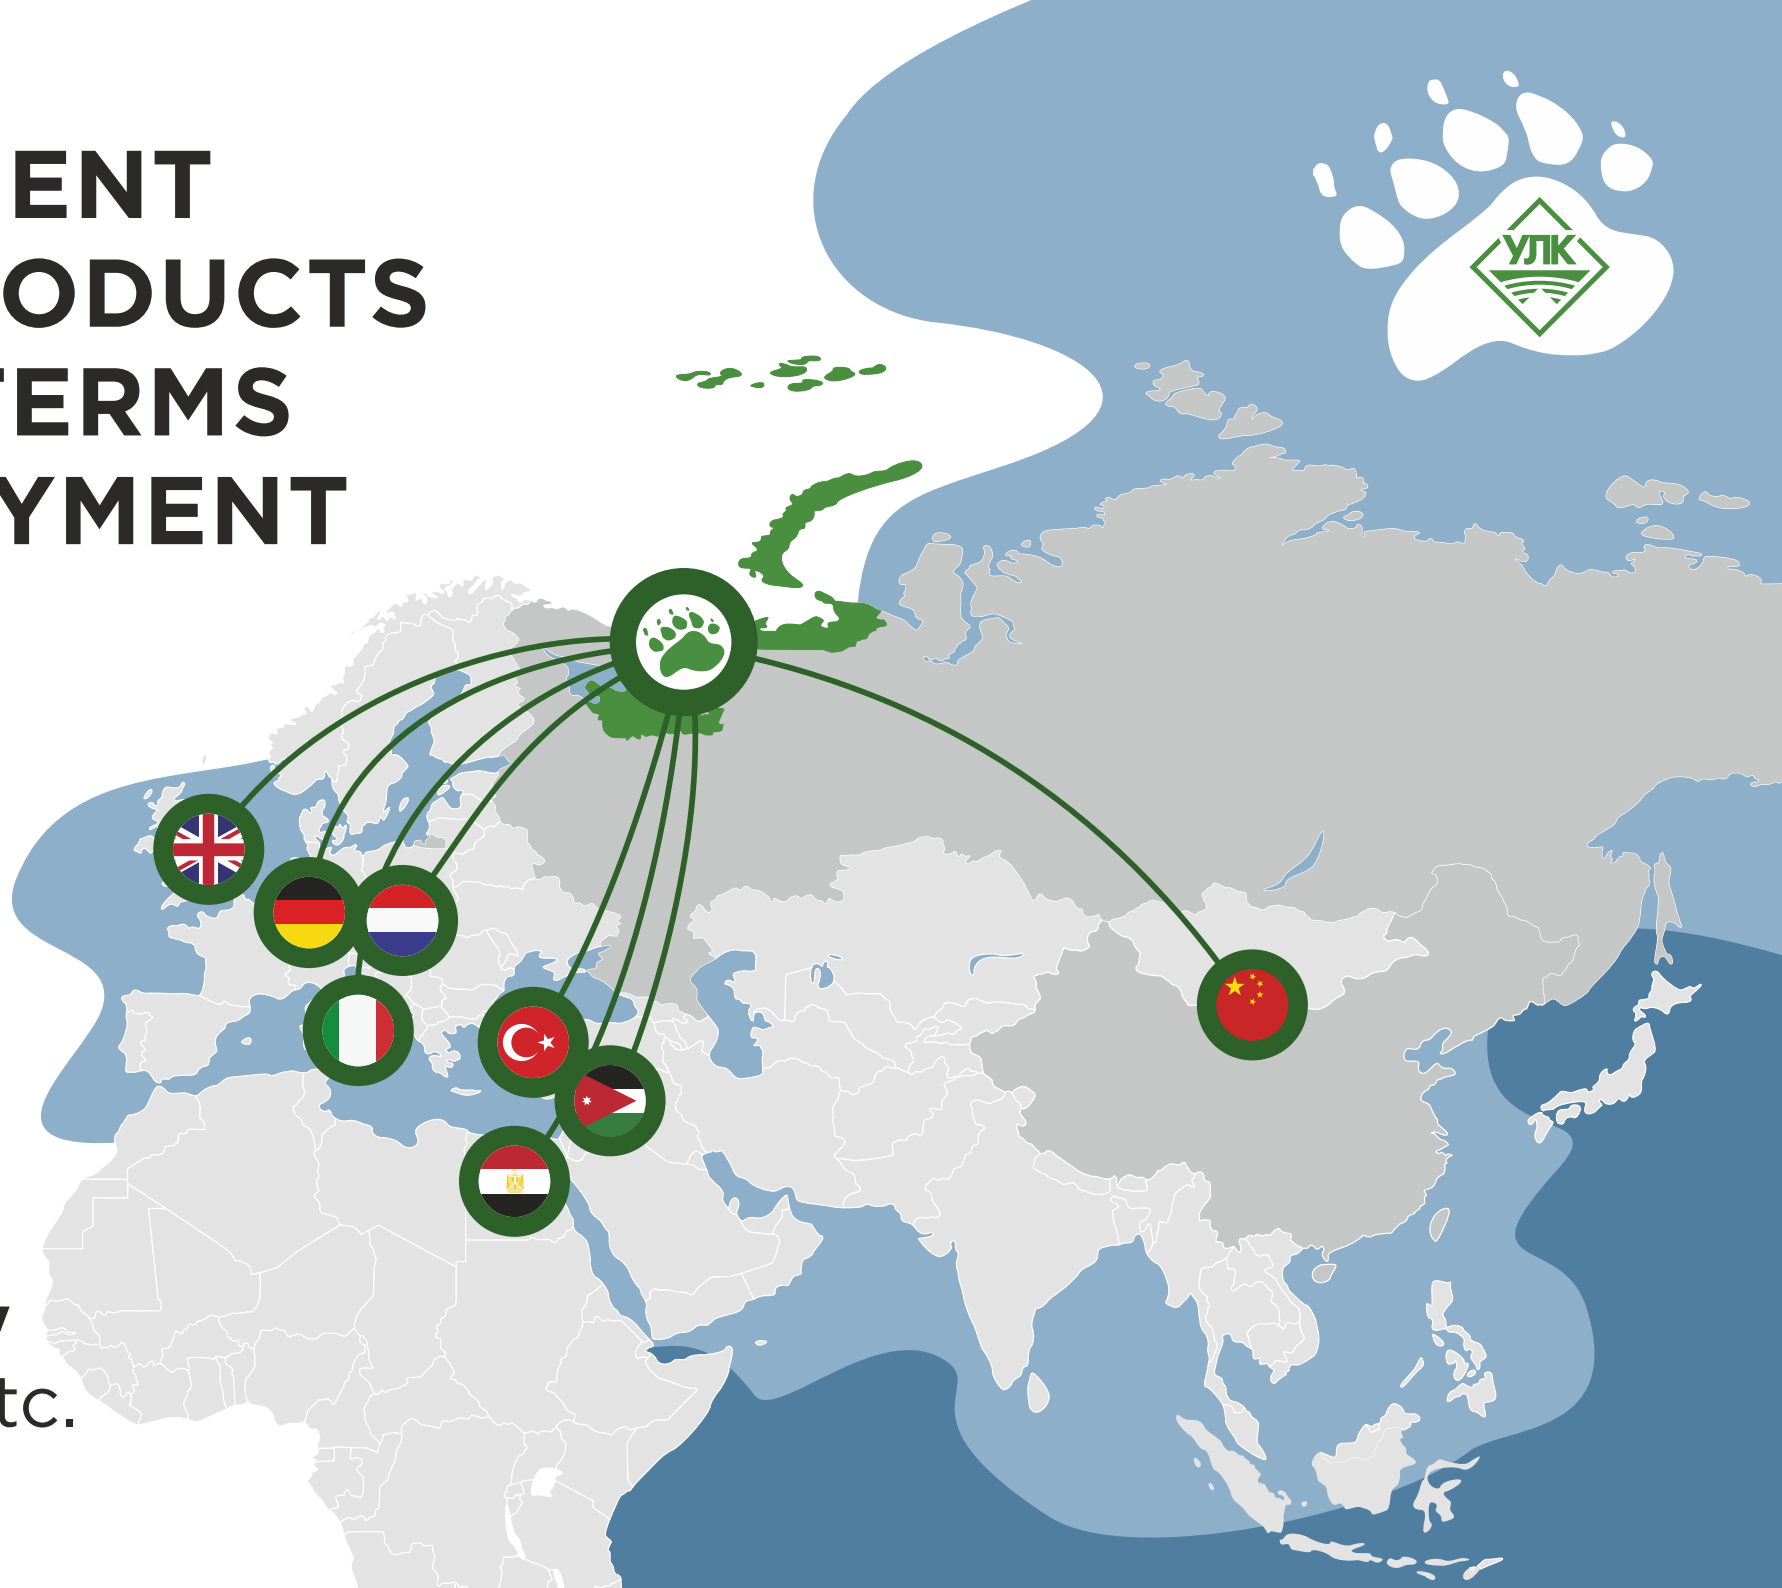 ENT
ODUCTS
TERMS
YMENT
УЛК
y
tc.